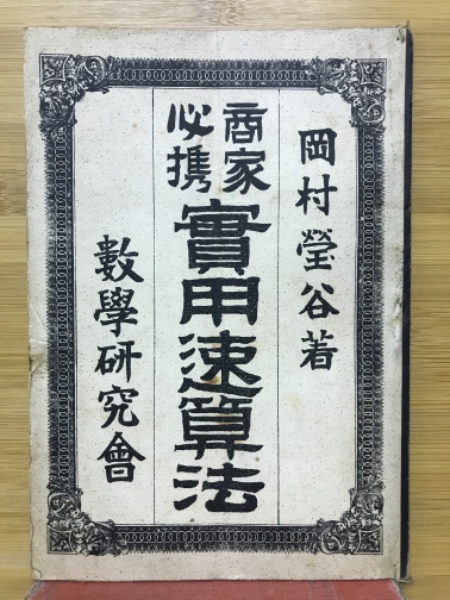 岡村瑩谷著
商家
必携
實用速算法
數學研究會